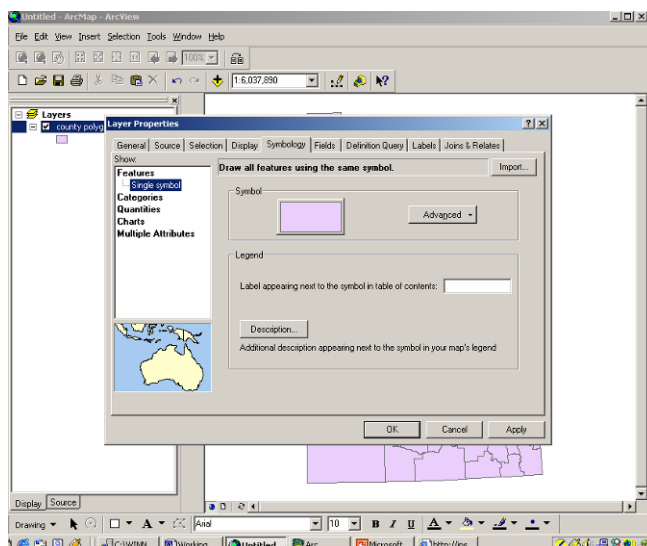 Untitled - ArcMap - ArcView
File Edit View Insert Selection Tools Window Help
100%
1:6,037,890
Layers
county polyg
Layer Properties
General Source Selection Display Symbology Fields Definition Query Labels Joins & Relates
Show:
Features
Single symbol
Categories
Quantities
Charts
Multiple Attributes
Draw all features using the same symbol.
Import...
Symbol
Advanced
Legend
Label appearing next to the symbol in table of contents:
Description...
Additional description appearing next to the symbol in your map's legend
OK Cancel Apply
Display Source
Drawing A Arial 10 B I U A
C:\WINN Working Untitled Arc Microsoft